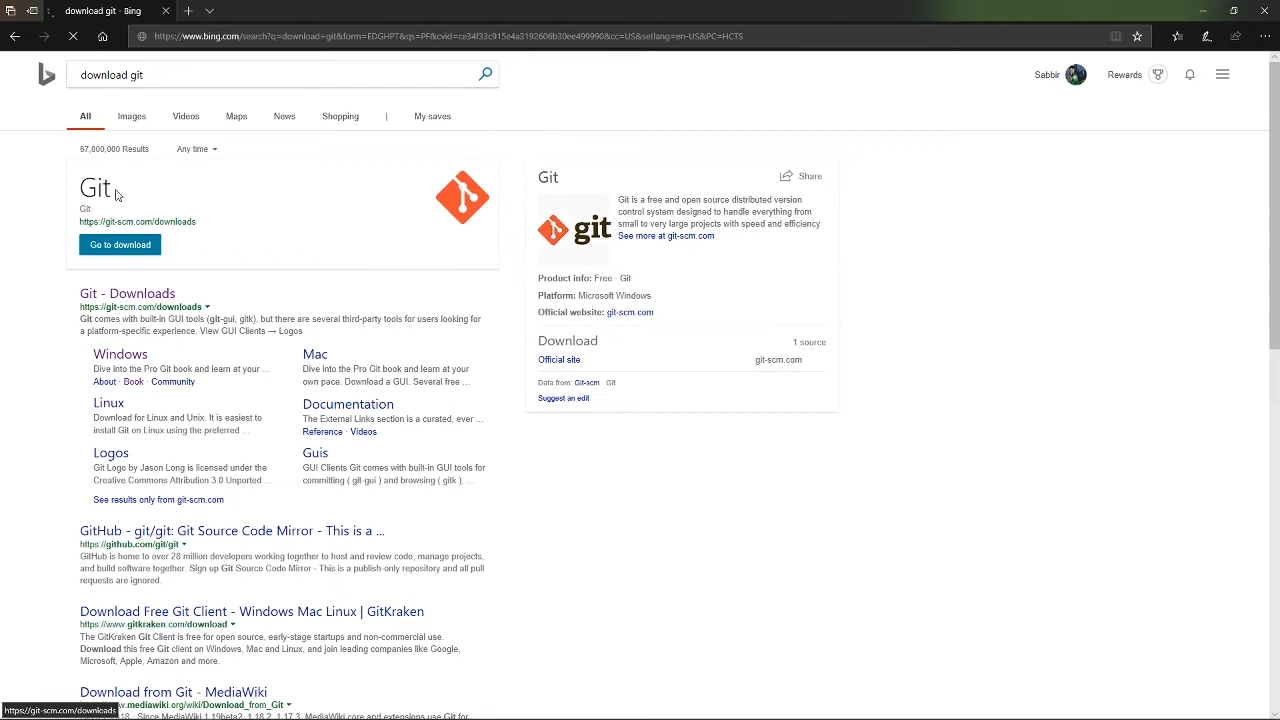 download git - Bing
https://www.bing.com/search?q=download+git&form=EDGHPT&qs=PF&cvid=ce34f33c915e4a3192606b30ee499990&cc=US&setlang=en-US&PC=HCTS
download git
Sabbir
Rewards
All Images Videos Maps News Shopping | My saves
67,800,000 Results Any time
Git
Git
https://git-scm.com/downloads
Go to download
Git - Downloads
https://git-scm.com/downloads
Git comes with built-in GUI tools (git-gui, gitk), but there are several third-party tools for users looking for
a platform-specific experience. View GUI Clients → Logos
Windows
Dive into the Pro Git book and learn at your ...
About · Book · Community
Mac
Dive into the Pro Git book and learn at your
own pace. Download a GUI. Several free ...
Linux
Download for Linux and Unix. It is easiest to
install Git on Linux using the preferred ...
Documentation
The External Links section is a curated, ever ...
Reference · Videos
Logos
Git Logo by Jason Long is licensed under the
Creative Commons Attribution 3.0 Unported ...
Guis
GUI Clients Git comes with built-in GUI tools for
committing ( git-gui ) and browsing ( gitk ), ...
See results only from git-scm.com
GitHub - git/git: Git Source Code Mirror - This is a ...
https://github.com/git/git
GitHub is home to over 28 million developers working together to host and review code, manage projects,
and build software together. Sign up Git Source Code Mirror - This is a publish-only repository and all pull
requests are ignored.
Download Free Git Client - Windows Mac Linux | GitKraken
https://www.gitkraken.com/download
The GitKraken Git Client is free for open source, early-stage startups and non-commercial use.
Download this free Git client on Windows, Mac and Linux, and join leading companies like Google,
Microsoft, Apple, Amazon and more.
Download from Git - MediaWiki
.mediawiki.org/wiki/Download_from_Git
Since MediaWiki 1.19beta2, 1.18.2, 1.17.3, MediaWiki core and extensions use Git for
https://git-scm.com/downloads
Git
Share
git
Git is a free and open source distributed version
control system designed to handle everything from
small to very large projects with speed and efficiency
See more at git-scm.com
Product info: Free · Git
Platform: Microsoft Windows
Official website: git-scm.com
Download 1 source
Official site git-scm.com
Data from: Git-scm · Git
Suggest an edit